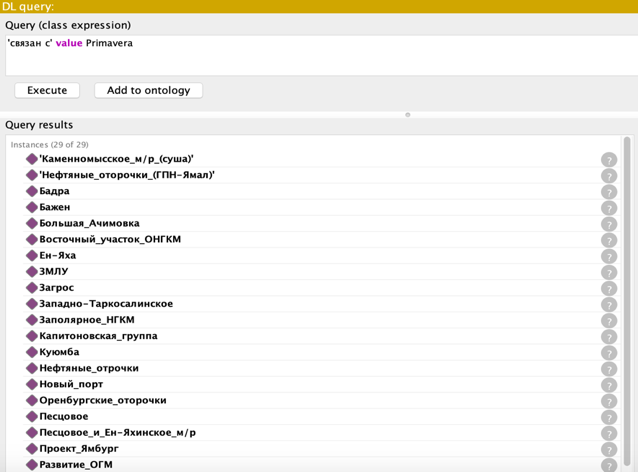 DL query:
Query (class expression)
'связан с' value Primavera
Execute
Add to ontology
Query results
Instances (29 of 29)
'Каменномысское_м/р_(суша)'
?
'Нефтяные_оторочки_(ГПН-Ямал)'
?
Бадра
?
Бажен
?
Большая_Ачимовка
?
Восточный_участок_ОНГКМ
?
Ен-Яха
?
ЗМЛУ
?
Загрос
?
Западно-Таркосалинское
?
Заполярное_НГКМ
?
Капитоновская_группа
?
Куюмба
?
Нефтяные_отрочки
?
Новый_порт
?
Оренбургские_оторочки
?
Песцовое
?
Песцовое_и_Ен-Яхинское_м/р
?
Проект_Ямбург
?
Развитие_ОГМ
?